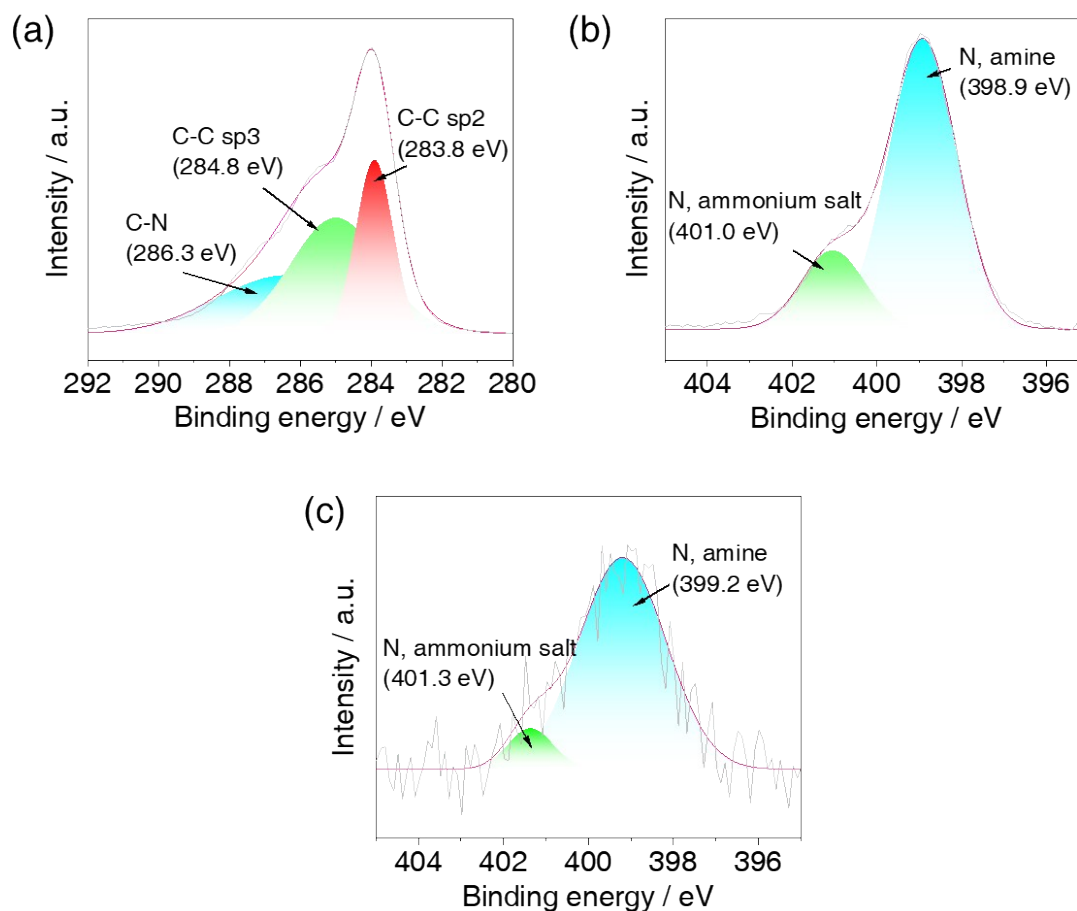 (a)
Intensity / a.u.
C-C sp3
(284.8 eV)
C-C sp2
(283.8 eV)
C-N
(286.3 eV)
292 290 288 286 284 282 280
Binding energy / eV
(b)
Intensity / a.u.
N, amine
(398.9 eV)
N, ammonium salt
(401.0 eV)
404 402 400 398 396
Binding energy / eV
(c)
Intensity / a.u.
N, amine
(399.2 eV)
N, ammonium salt
(401.3 eV)
404 402 400 398 396
Binding energy / eV